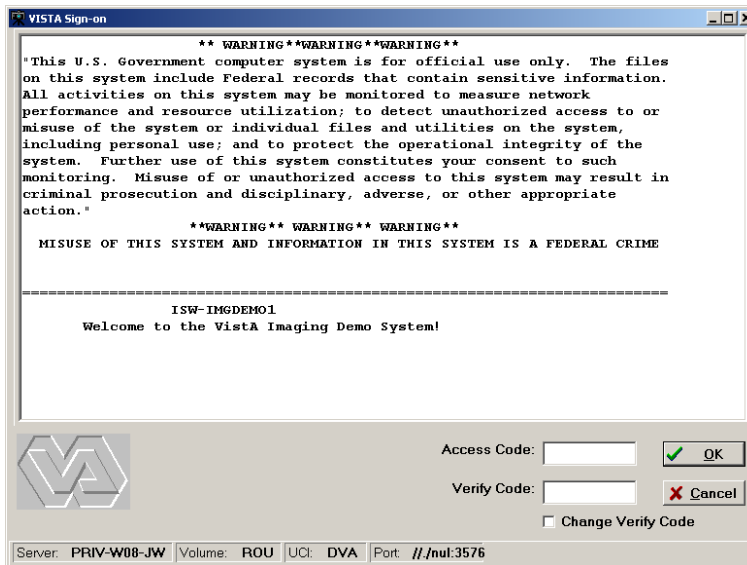 VISTA Sign-on
** WARNING**WARNING**WARNING**
"This U.S. Government computer system is for official use only.  The files
on this system include Federal records that contain sensitive information.
All activities on this system may be monitored to measure network
performance and resource utilization; to detect unauthorized access to or
misuse of the system or individual files and utilities on the system,
including personal use; and to protect the operational integrity of the
system.  Further use of this system constitutes your consent to such
monitoring.  Misuse of or unauthorized access to this system may result in
criminal prosecution and disciplinary, adverse, or other appropriate
action."
**WARNING** WARNING** WARNING**
MISUSE OF THIS SYSTEM AND INFORMATION IN THIS SYSTEM IS A FEDERAL CRIME
===========================================================================
ISW-IMGDEMO1
Welcome to the VistA Imaging Demo System!
Access Code:
OK
Verify Code:
Cancel
Change Verify Code
Server: PRIV-W08-JW Volume: ROU UCI: DVA Port: //./nul:3576